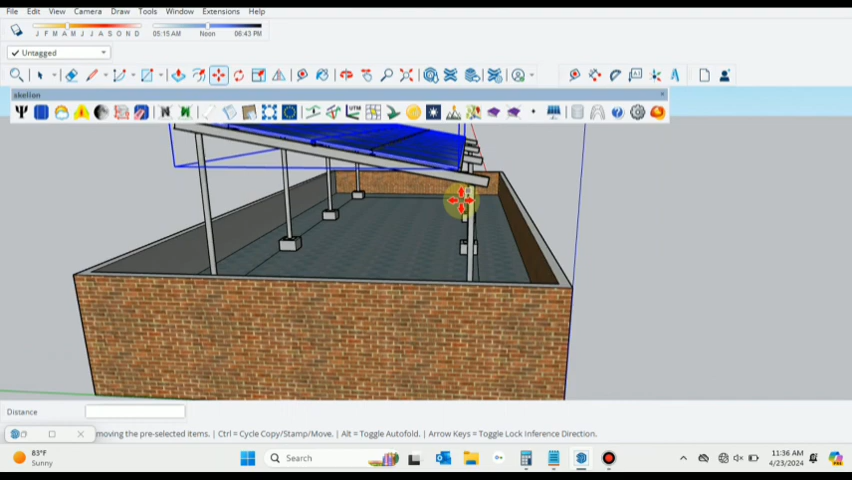 File Edit View Camera Draw Tools Window Extensions Help
J F M A M J J A S O N D 05:15 AM Noon 06:43 PM
✓ Untagged
skelion
UTM
Distance
moving the pre-selected items. | Ctrl = Cycle Copy/Stamp/Move. | Alt = Toggle Autofold. | Arrow Keys = Toggle Lock Inference Direction.
83°F
Sunny
Search
11:36 AM
4/23/2024